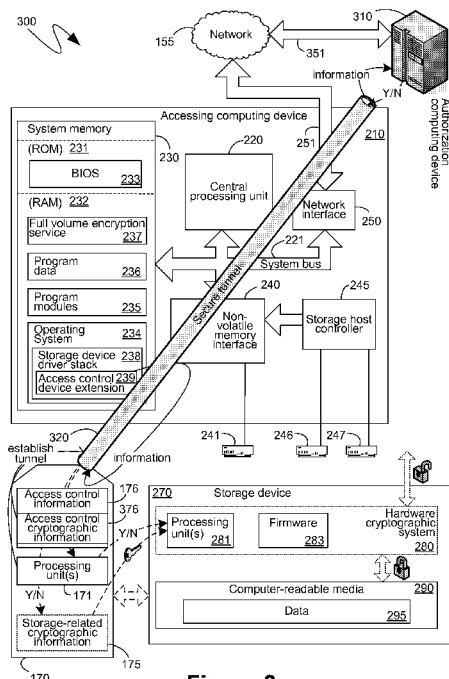 300
155
Network
351
310
information
Y/N
Authorization
computing device
Accessing computing device
210
System memory
230
(ROM) 231
BIOS
233
(RAM) 232
Full volume encryption
service
237
Program
data
236
Program
modules
235
Operating
System
234
Storage device
driver stack
238
Access control
device extension
239
220
Central
processing unit
251
Network
interface
250
221
System bus
Secure tunnel
240
Non-
volatile
memory
interface
245
Storage host
controller
241
246
247
320
information
establish
tunnel
Access control
information
176
Access control
cryptographic
information
376
Processing
unit(s)
171
Y/N
Y/N
Storage-related
cryptographic
information
175
170
270
Storage device
Processing
unit(s)
281
Firmware
283
Hardware
cryptographic
system
280
Computer-readable media
290
Data
295